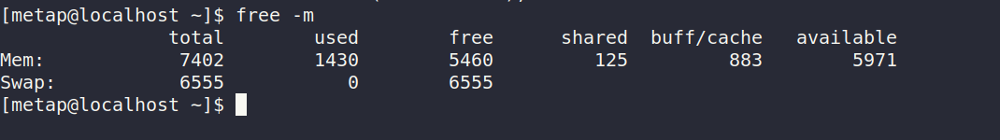 [metap@localhost ~]$ free -m
total used free shared buff/cache available
Mem: 7402 1430 5460 125 883 5971
Swap: 6555 0 6555
[metap@localhost ~]$